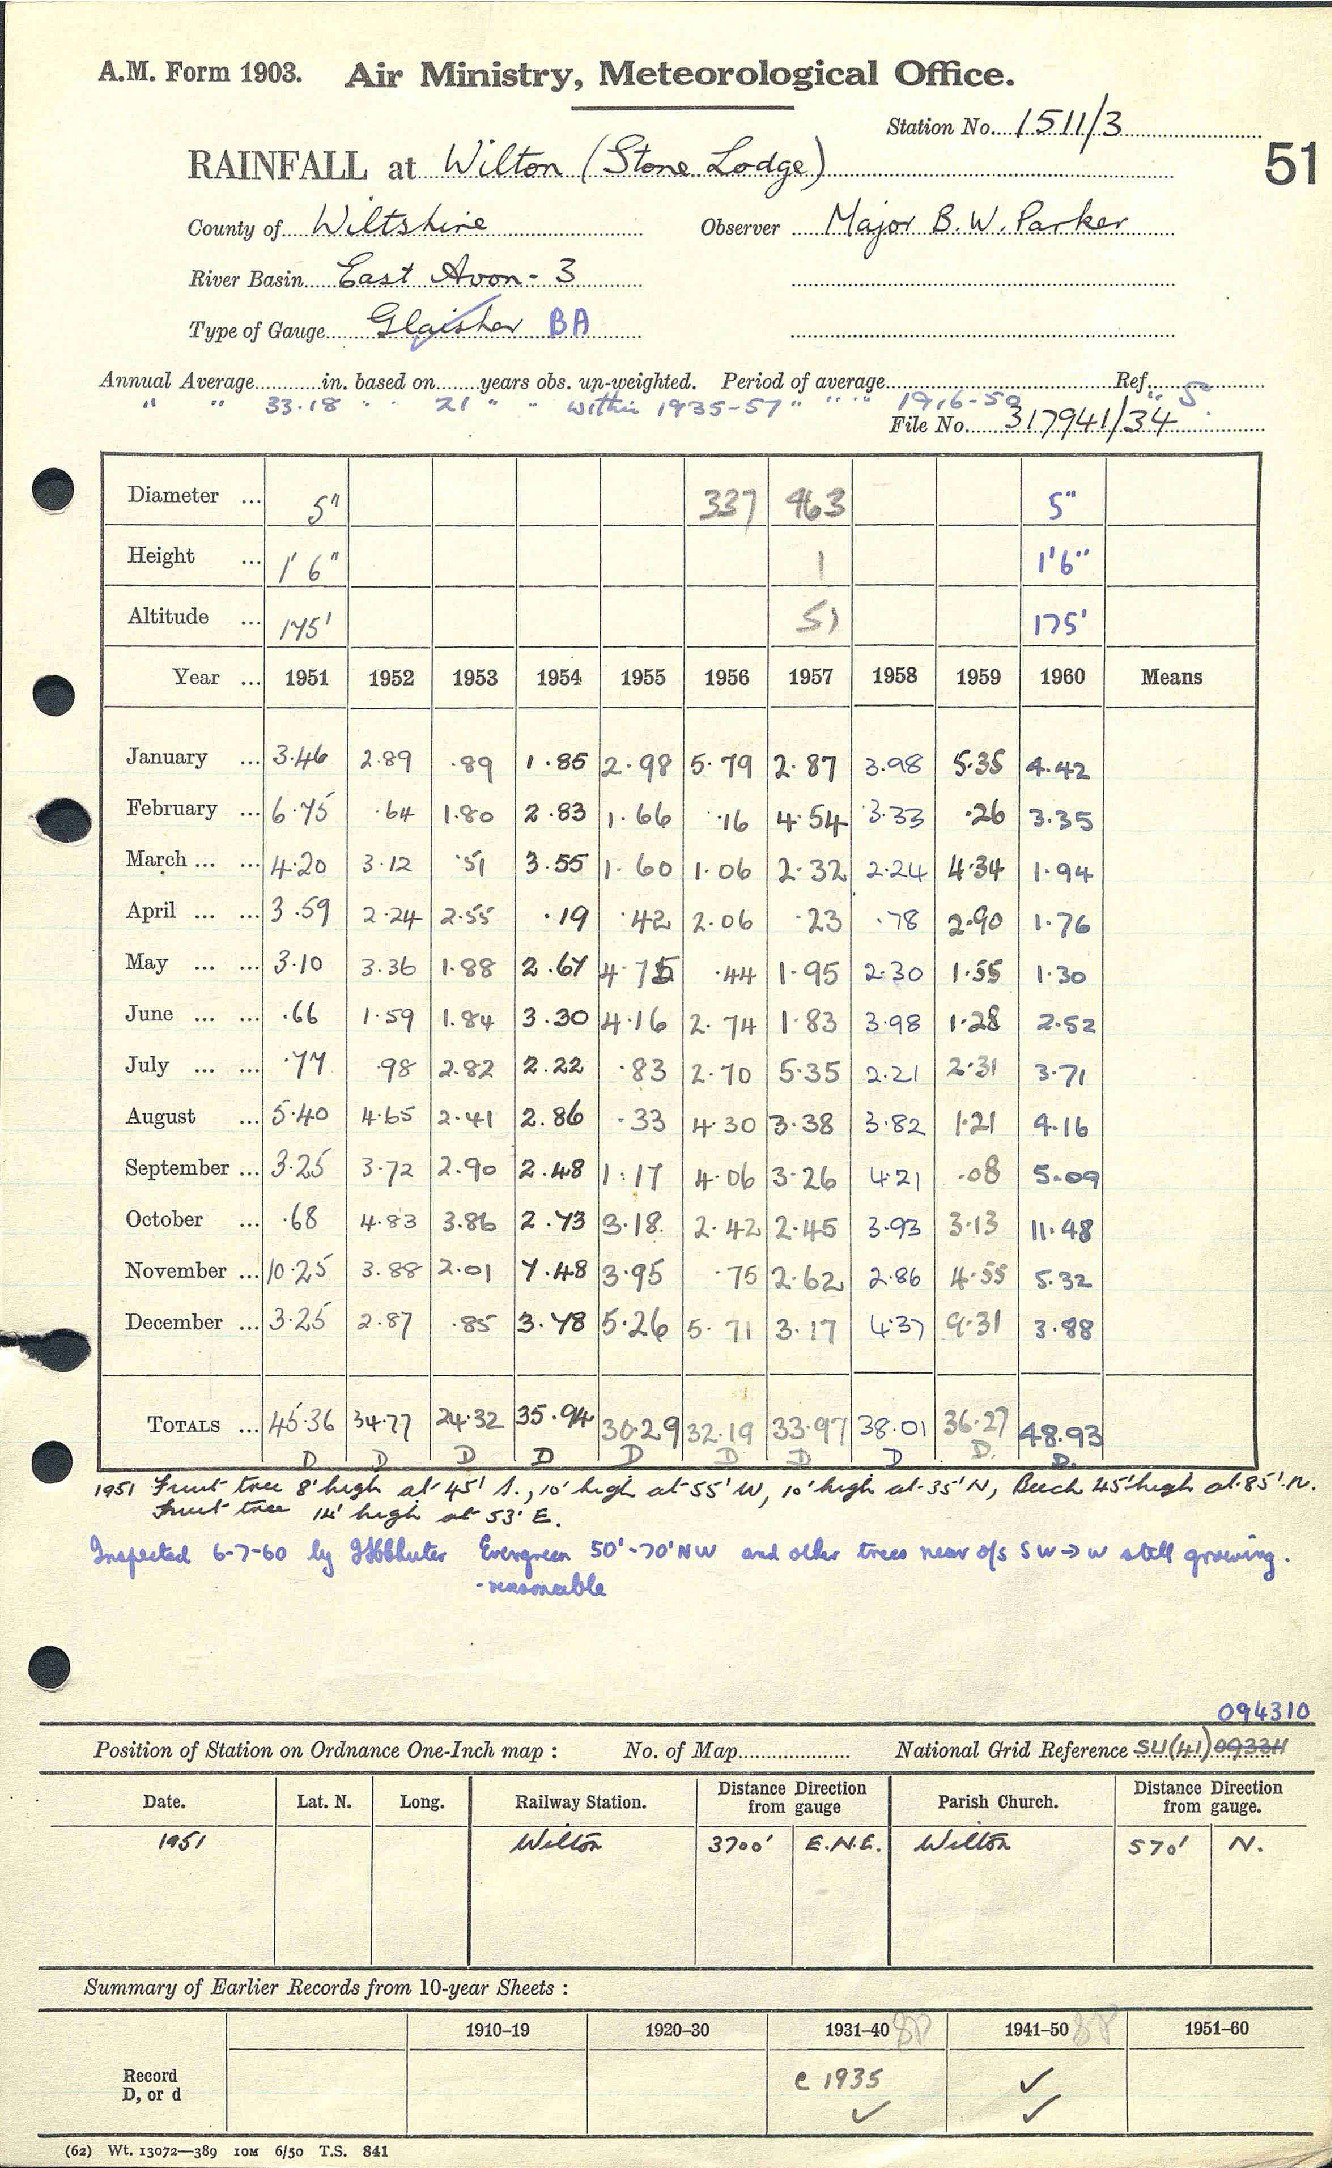 A.M. Form 1903. Air Ministry, Meteorological Office.
Station No. 1511/3
51
RAINFALL at Wilton (Stone Lodge)
County of Wiltshire Observer Major B.W. Parker
River Basin East Avon - 3
Type of Gauge Glaisher BA
Annual Average in. based on years obs. un-weighted. Period of average Ref.
" " 33.18 " " 21 " " within 1935-57 " " " " 1916-50 " S.
File No. 317941/34
Diameter ... 5" 337 463 5"
Height ... 1' 6" 1 1'6"
Altitude ... 175' 51 175'
Year ... 1951 1952 1953 1954 1955 1956 1957 1958 1959 1960 Means
January ... 3.46 2.89 .89 1.85 2.98 5.79 2.87 3.98 5.35 4.42
February ... 6.75 .64 1.80 2.83 1.66 .16 4.54 3.33 .26 3.35
March ... ... 4.20 3.12 .51 3.55 1.60 1.06 2.32 2.24 4.34 1.94
April ... ... 3.59 2.24 2.55 .19 .42 2.06 .23 .78 2.90 1.76
May ... ... 3.10 3.36 1.88 2.67 4.75 .44 1.95 2.30 1.55 1.30
June ... ... .66 1.59 1.84 3.30 4.16 2.74 1.83 3.98 1.28 2.52
July ... ... .77 .98 2.82 2.22 .83 2.70 5.35 2.21 2.31 3.71
August ... 5.40 4.65 2.41 2.86 .33 4.30 3.38 3.82 1.21 4.16
September ... 3.25 3.72 2.90 2.48 1.17 4.06 3.26 4.21 .08 5.09
October ... .68 4.83 3.86 2.73 3.18 2.42 2.45 3.93 3.13 11.48
November ... 10.25 3.88 2.01 7.48 3.95 .75 2.62 2.86 4.55 5.32
December ... 3.25 2.87 .85 3.78 5.26 5.71 3.17 4.37 9.31 3.88
TOTALS ... 45.36 34.77 24.32 35.94 30.29 32.19 33.97 38.01 36.27 48.93
D D D D D D D D D. D.
1951 Fruit tree 8' high at 45' S., 10' high at 55' W, 10' high at 35' N, Beech 45' high at 85' N.
Fruit tree 14' high at 53' E.
Inspected 6-7-60 by Evergreen 50'-70' NW and other trees near o/s SW→W still growing.
- reasonable
094310
Position of Station on Ordnance One-Inch map : No. of Map National Grid Reference SU(41)093311
Date. Lat. N. Long. Railway Station. Distance from gauge Direction Parish Church. Distance from gauge. Direction
1951 Wilton 3700' E.N.E. Wilton 570' N.
Summary of Earlier Records from 10-year Sheets :
1910–19 1920–30 1931–40 1941–50 1951–60
Record D, or d e 1935 ✓
✓ ✓
(62) Wt. 13072—389 10M 6/50 T.S. 841